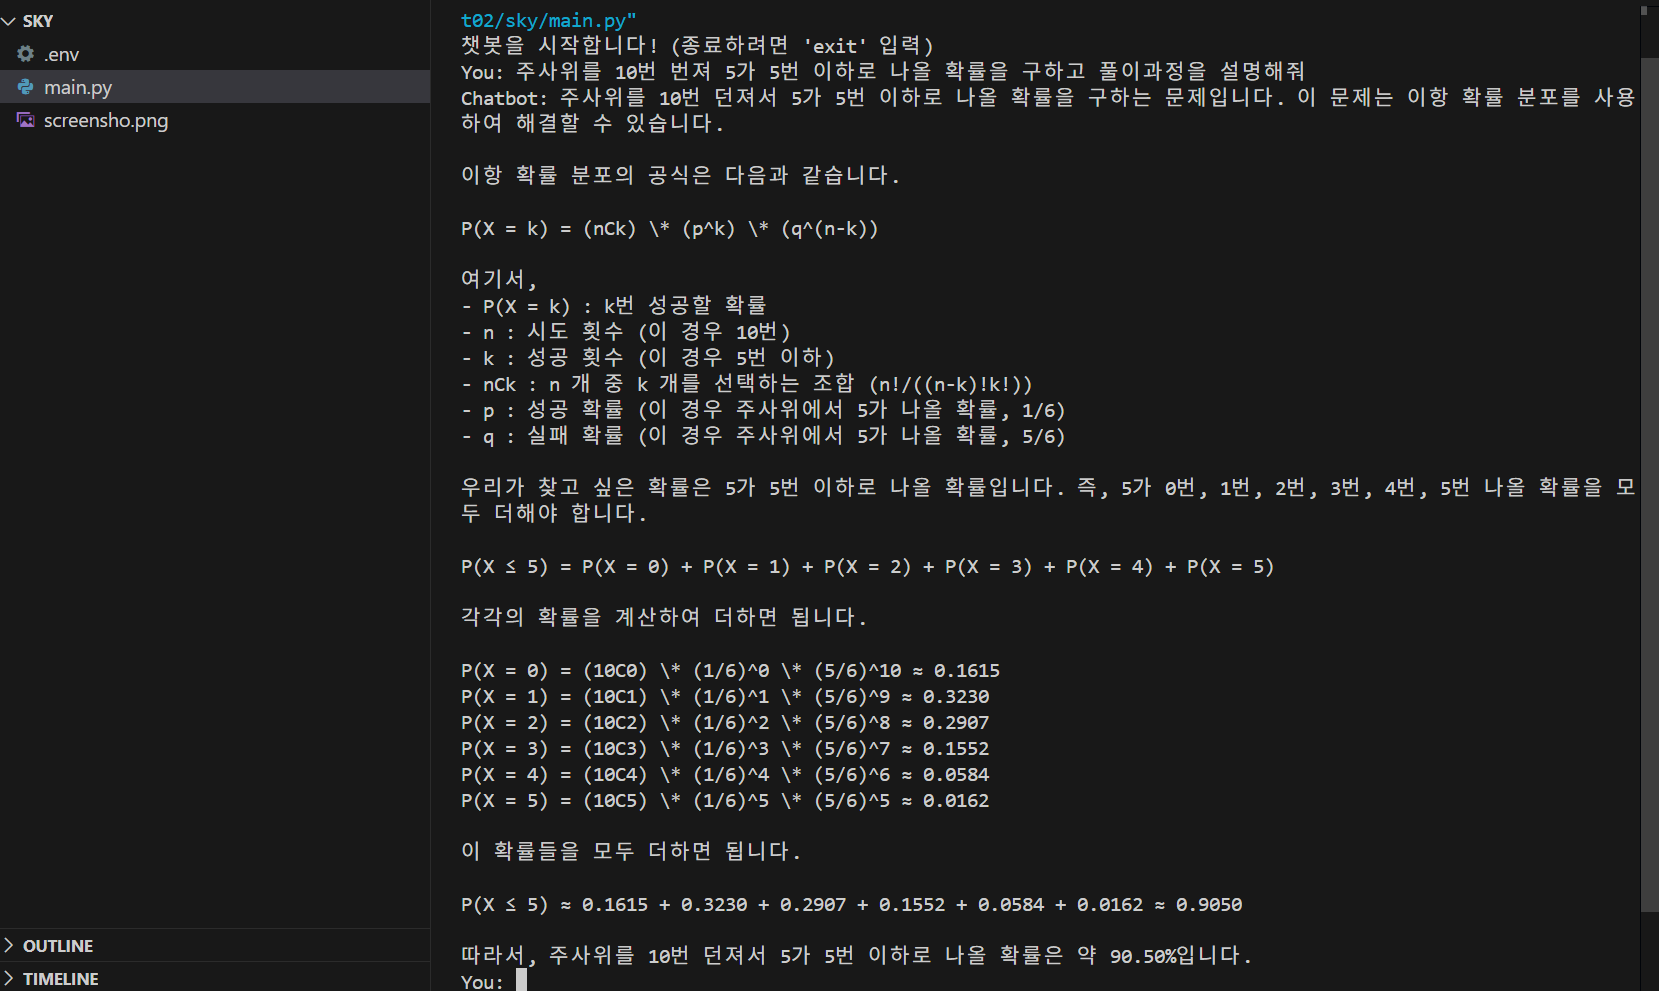 SKY
.env
main.py
screensho.png
OUTLINE
TIMELINE
t02/sky/main.py"
챗봇을 시작합니다! (종료하려면 'exit' 입력)
You: 주사위를 10번 번져 5가 5번 이하로 나올 확률을 구하고 풀이과정을 설명해줘
Chatbot: 주사위를 10번 던져서 5가 5번 이하로 나올 확률을 구하는 문제입니다. 이 문제는 이항 확률 분포를 사용
하여 해결할 수 있습니다.
이항 확률 분포의 공식은 다음과 같습니다.
P(X = k) = (nCk) \* (p^k) \* (q^(n-k))
여기서,
- P(X = k) : k번 성공할 확률
- n : 시도 횟수 (이 경우 10번)
- k : 성공 횟수 (이 경우 5번 이하)
- nCk : n 개 중 k 개를 선택하는 조합 (n!/((n-k)!k!))
- p : 성공 확률 (이 경우 주사위에서 5가 나올 확률, 1/6)
- q : 실패 확률 (이 경우 주사위에서 5가 나올 확률, 5/6)
우리가 찾고 싶은 확률은 5가 5번 이하로 나올 확률입니다. 즉, 5가 0번, 1번, 2번, 3번, 4번, 5번 나올 확률을 모
두 더해야 합니다.
P(X ≤ 5) = P(X = 0) + P(X = 1) + P(X = 2) + P(X = 3) + P(X = 4) + P(X = 5)
각각의 확률을 계산하여 더하면 됩니다.
P(X = 0) = (10C0) \* (1/6)^0 \* (5/6)^10 ≈ 0.1615
P(X = 1) = (10C1) \* (1/6)^1 \* (5/6)^9 ≈ 0.3230
P(X = 2) = (10C2) \* (1/6)^2 \* (5/6)^8 ≈ 0.2907
P(X = 3) = (10C3) \* (1/6)^3 \* (5/6)^7 ≈ 0.1552
P(X = 4) = (10C4) \* (1/6)^4 \* (5/6)^6 ≈ 0.0584
P(X = 5) = (10C5) \* (1/6)^5 \* (5/6)^5 ≈ 0.0162
이 확률들을 모두 더하면 됩니다.
P(X ≤ 5) ≈ 0.1615 + 0.3230 + 0.2907 + 0.1552 + 0.0584 + 0.0162 ≈ 0.9050
따라서, 주사위를 10번 던져서 5가 5번 이하로 나올 확률은 약 90.50%입니다.
You: